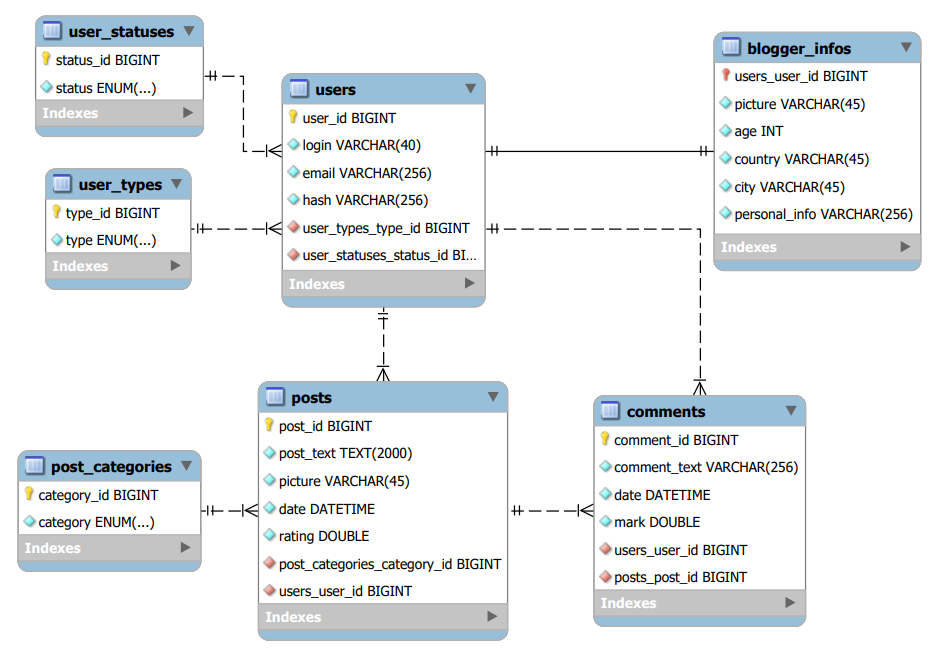 user_statuses
status_id BIGINT
status ENUM(...)
Indexes
user_types
type_id BIGINT
type ENUM(...)
Indexes
users
user_id BIGINT
login VARCHAR(40)
email VARCHAR(256)
hash VARCHAR(256)
user_types_type_id BIGINT
user_statuses_status_id BI...
Indexes
blogger_infos
users_user_id BIGINT
picture VARCHAR(45)
age INT
country VARCHAR(45)
city VARCHAR(45)
personal_info VARCHAR(256)
Indexes
post_categories
category_id BIGINT
category ENUM(...)
Indexes
posts
post_id BIGINT
post_text TEXT(2000)
picture VARCHAR(45)
date DATETIME
rating DOUBLE
post_categories_category_id BIGINT
users_user_id BIGINT
Indexes
comments
comment_id BIGINT
comment_text VARCHAR(256)
date DATETIME
mark DOUBLE
users_user_id BIGINT
posts_post_id BIGINT
Indexes